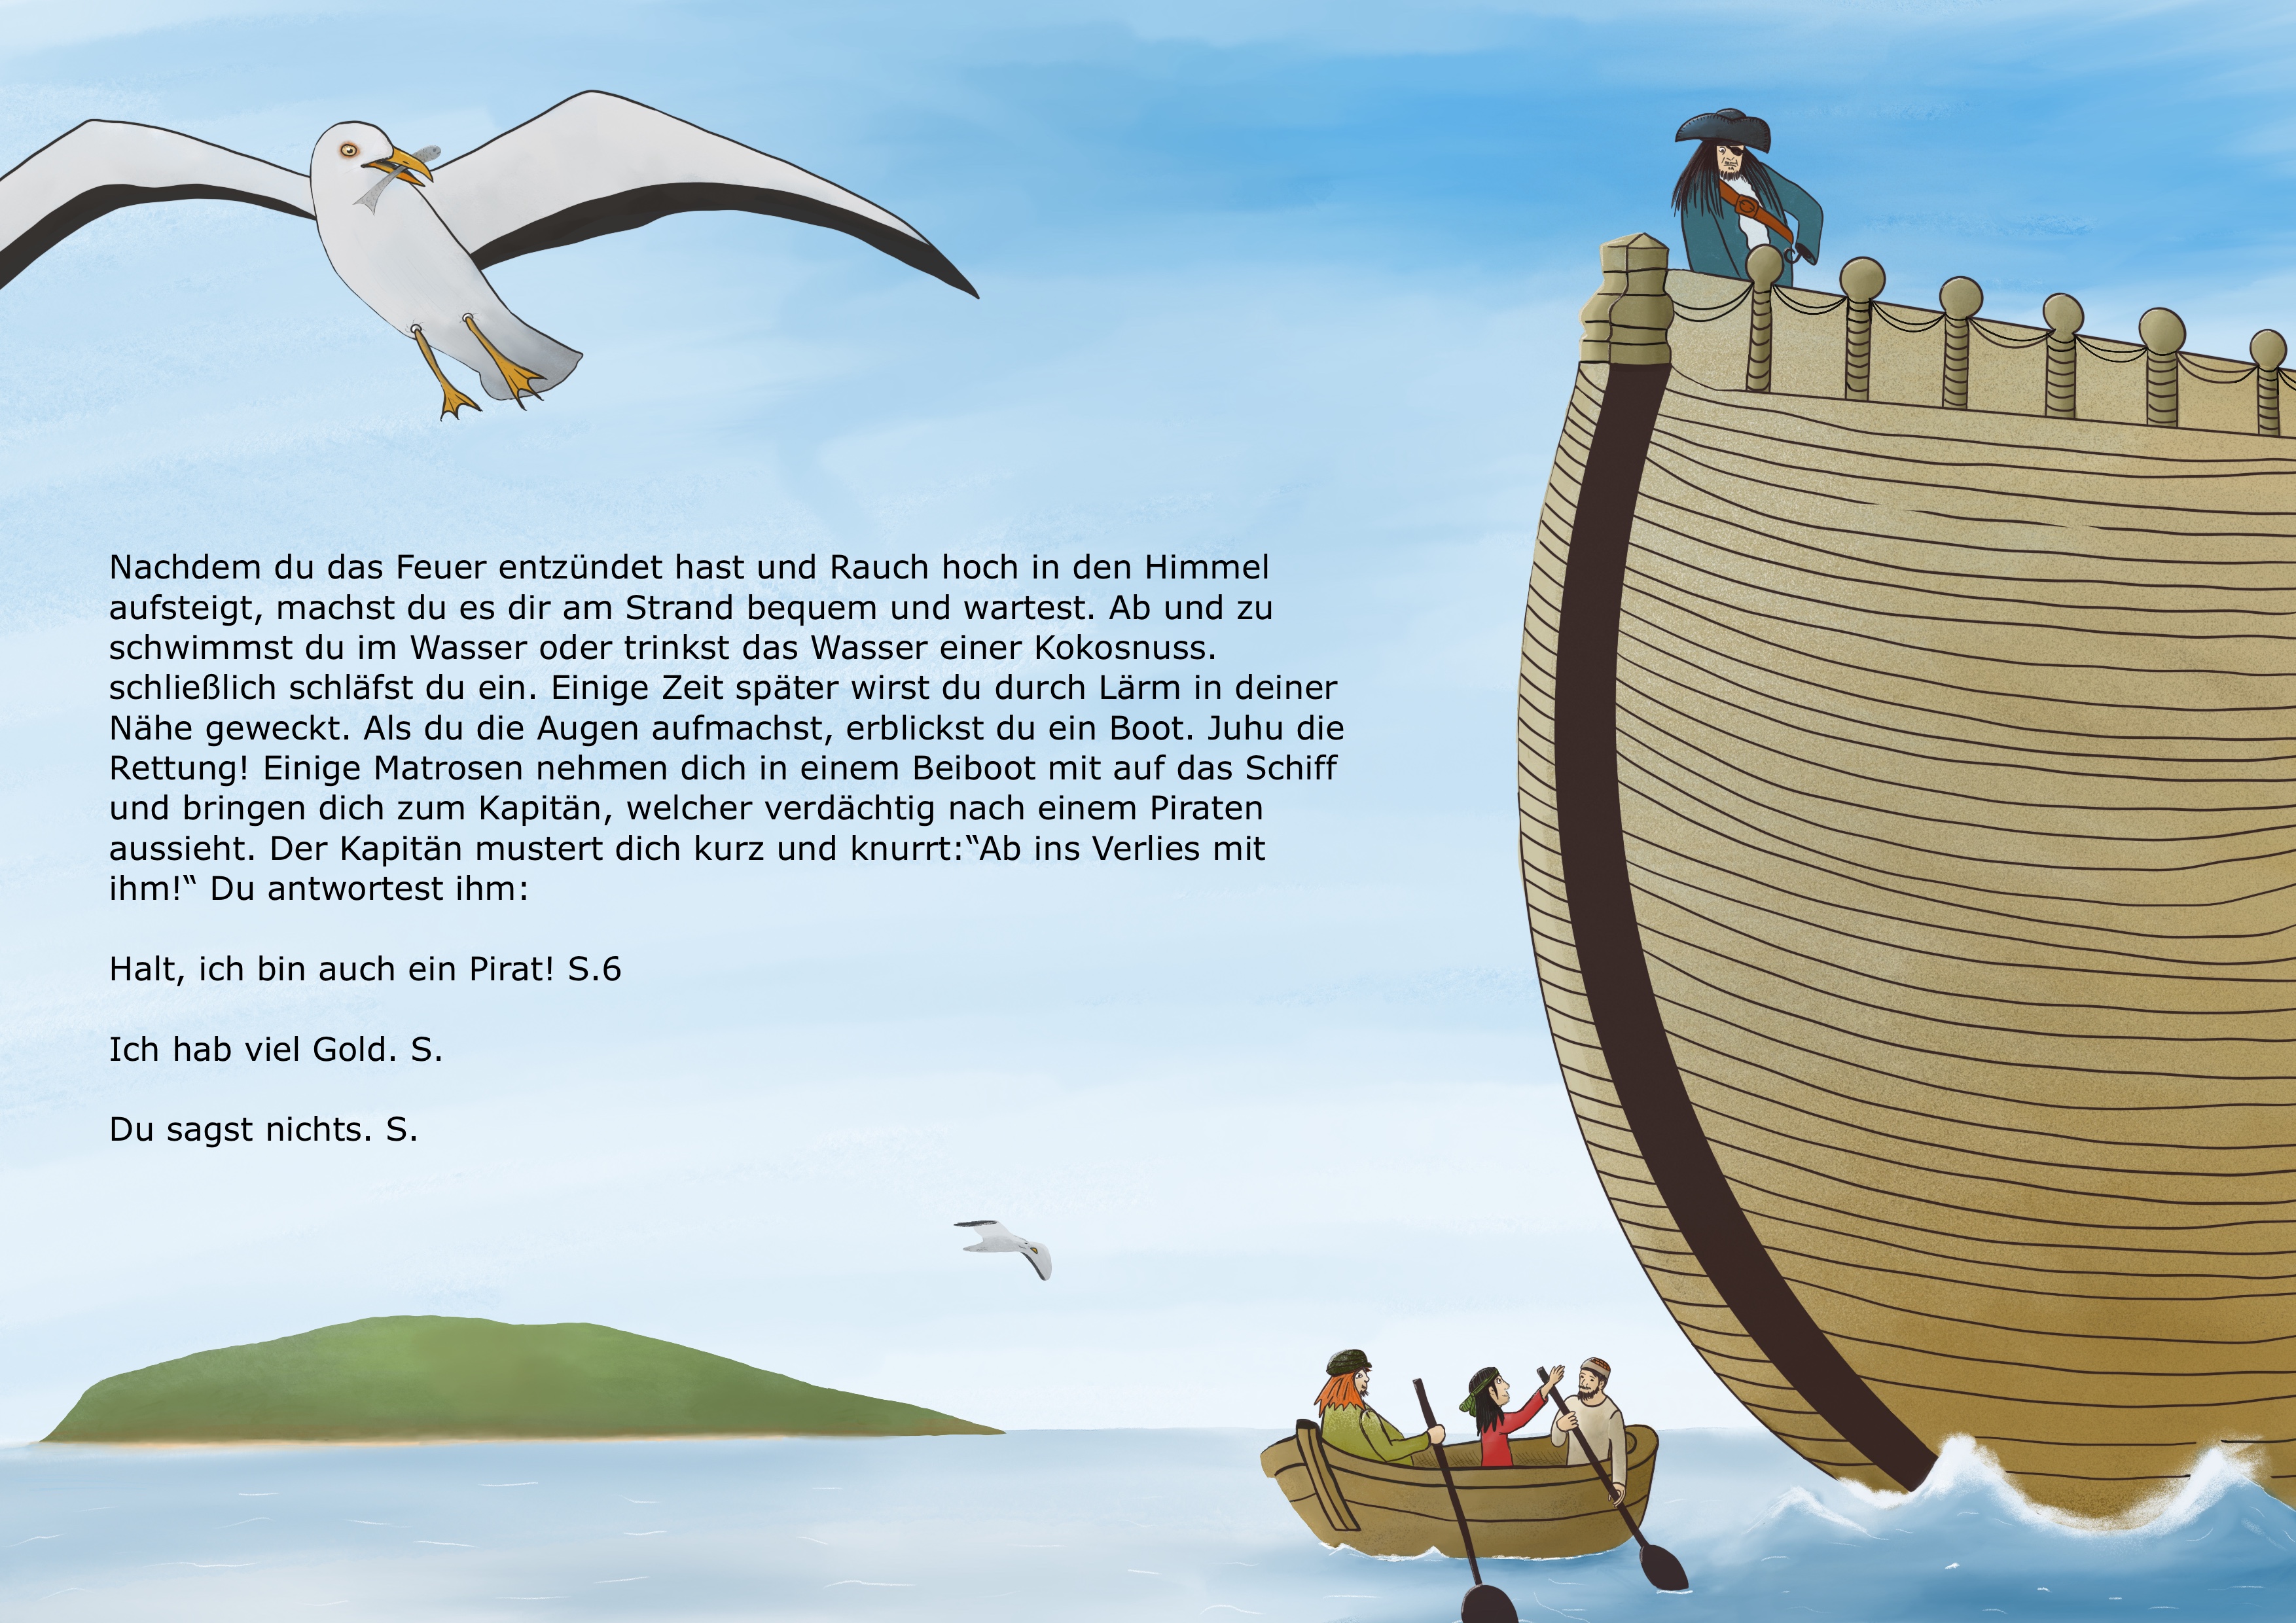 Nachdem du das Feuer entzündet hast und Rauch hoch in den Himmel
aufsteigt, machst du es dir am Strand bequem und wartest. Ab und zu
schwimmst du im Wasser oder trinkst das Wasser einer Kokosnuss.
schließlich schläfst du ein. Einige Zeit später wirst du durch Lärm in deiner
Nähe geweckt. Als du die Augen aufmachst, erblickst du ein Boot. Juhu die
Rettung! Einige Matrosen nehmen dich in einem Beiboot mit auf das Schiff
und bringen dich zum Kapitän, welcher verdächtig nach einem Piraten
aussieht. Der Kapitän mustert dich kurz und knurrt:“Ab ins Verlies mit
ihm!“ Du antwortest ihm:
Halt, ich bin auch ein Pirat! S.6
Ich hab viel Gold. S.
Du sagst nichts. S.